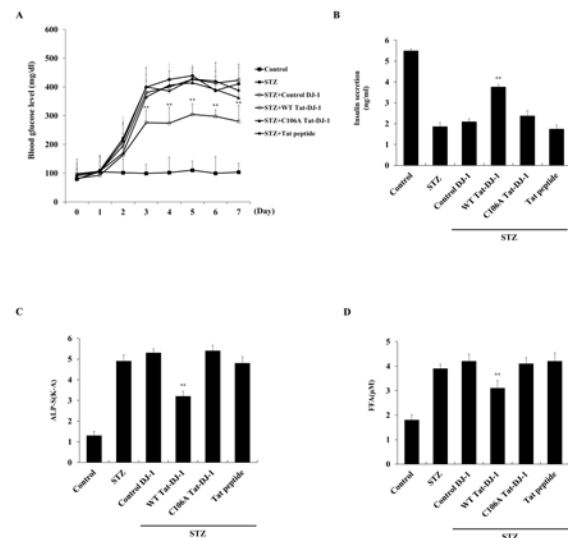 A
Blood glucose level (mg/dl)
600
500
400
300
200
100
0
**
**
**
**
**
0 1 2 3 4 5 6 7 (Day)
Control
STZ
STZ+Control DJ-1
STZ+WT Tat-DJ-1
STZ+C106A Tat-DJ-1
STZ+Tat peptide
B
Insulin secretion
(ng/ml)
6
5
4
3
2
1
0
**
Control
STZ
Control DJ-1
WT Tat-DJ-1
C106A Tat-DJ-1
Tat peptide
STZ
C
ALP-S(K-A)
6
5
4
3
2
1
0
**
Control
STZ
Control DJ-1
WT Tat-DJ-1
C106A Tat-DJ-1
Tat peptide
STZ
D
FFA(μM)
6
5
4
3
2
1
0
**
Control
STZ
Control DJ-1
WT Tat-DJ-1
C106A Tat-DJ-1
Tat peptide
STZ